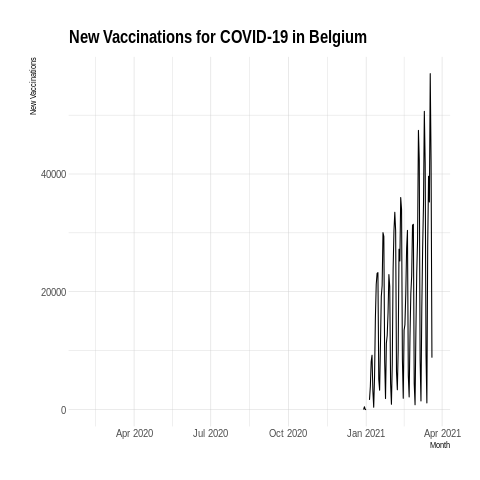 New Vaccinations for COVID-19 in Belgium
New Vaccinations
40000
20000
0
Apr 2020 Jul 2020 Oct 2020 Jan 2021 Apr 2021
Month